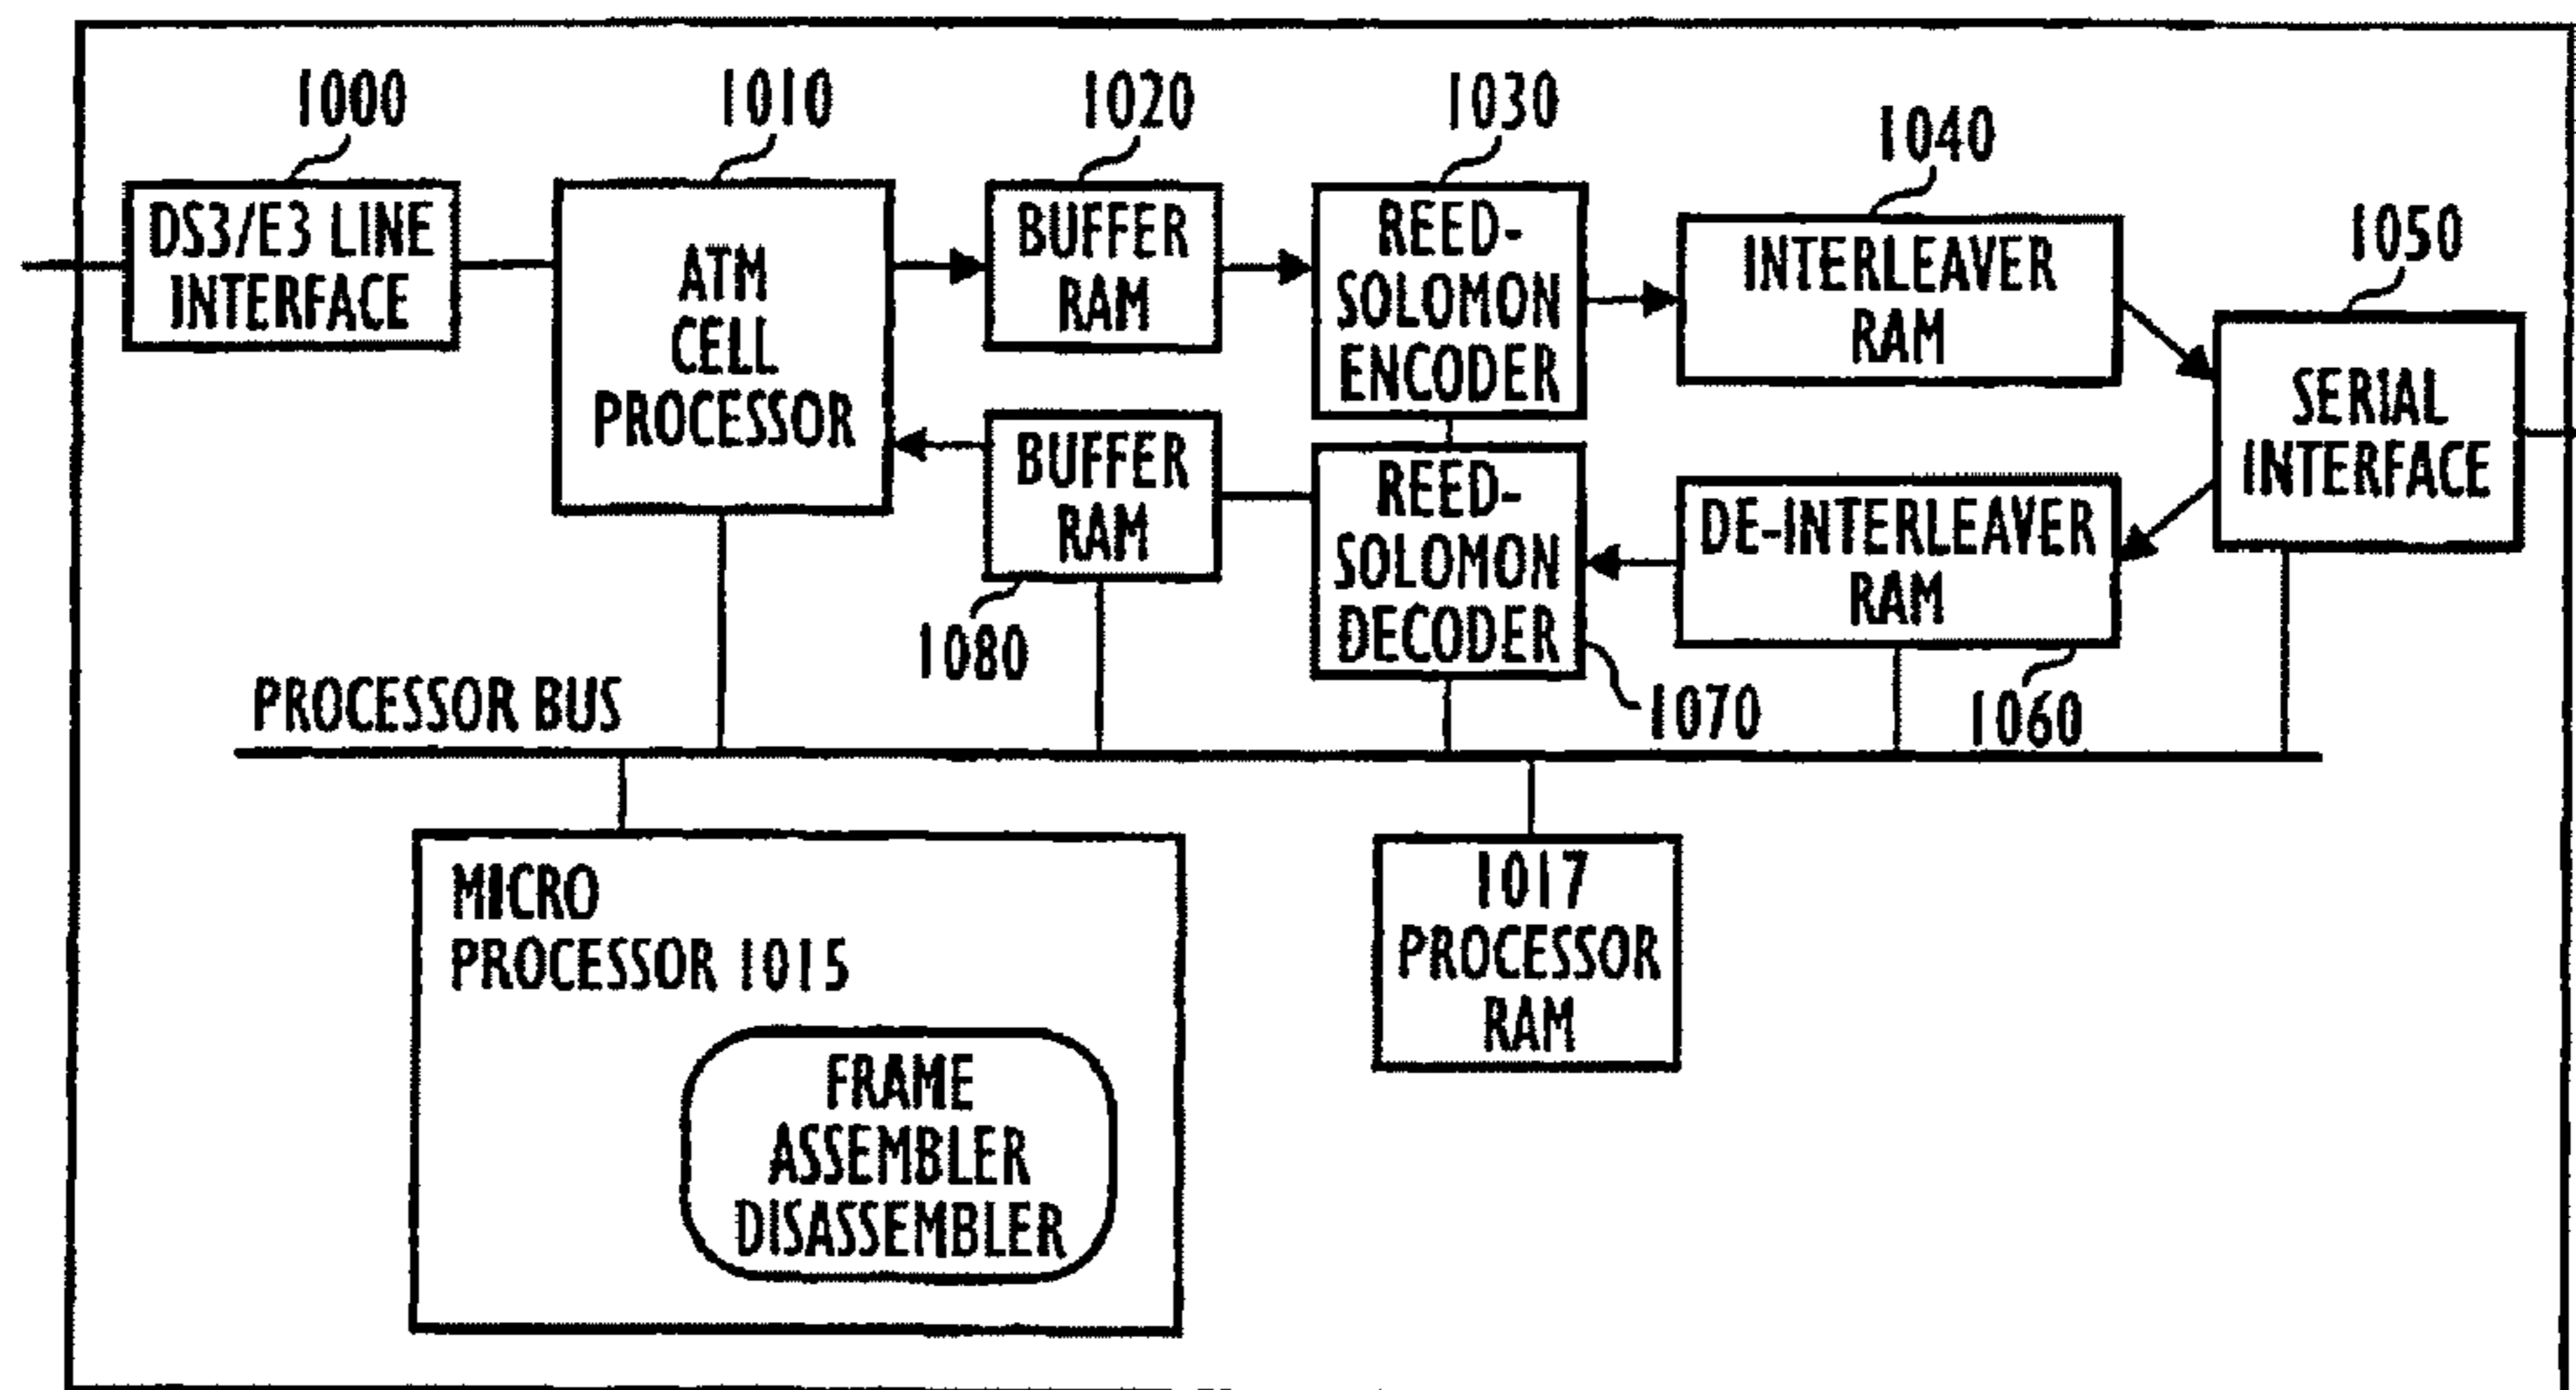 1000
1010
1020
1030
1040
1050
DS3/E3 LINE
INTERFACE
ATM
CELL
PROCESSOR
BUFFER
RAM
REED-
SOLOMON
ENCODER
INTERLEAVER
RAM
SERIAL
INTERFACE
BUFFER
RAM
1080
REED-
SOLOMON
DECODER
1070
DE-INTERLEAVER
RAM
1060
PROCESSOR BUS
MICRO
PROCESSOR 1015
FRAME
ASSEMBLER
DISASSEMBLER
1017
PROCESSOR
RAM